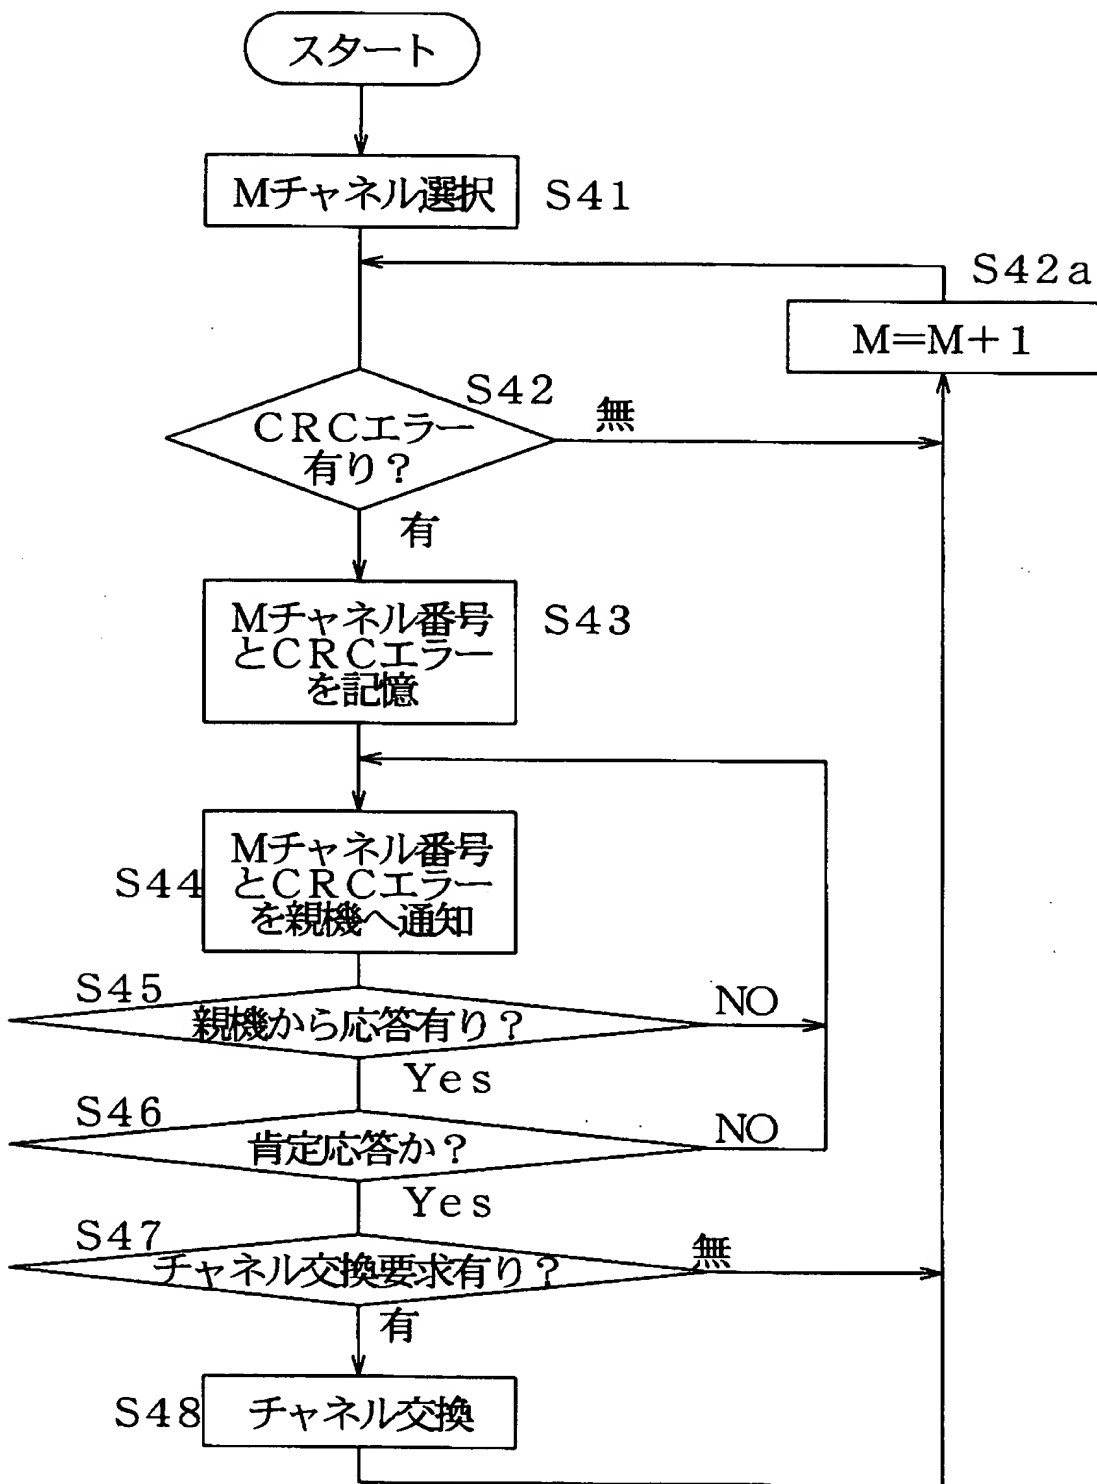 スタート
Mチャネル選択
S41
S42a
M=M+1
S42
CRCエラー
有り?
無
有
Mチャネル番号
とCRCエラー
を記憶
S43
Mチャネル番号
とCRCエラー
を親機へ通知
S44
S45
親機から応答有り?
NO
Yes
S46
肯定応答か?
NO
Yes
S47
チャネル交換要求有り?
無
有
S48
チャネル交換